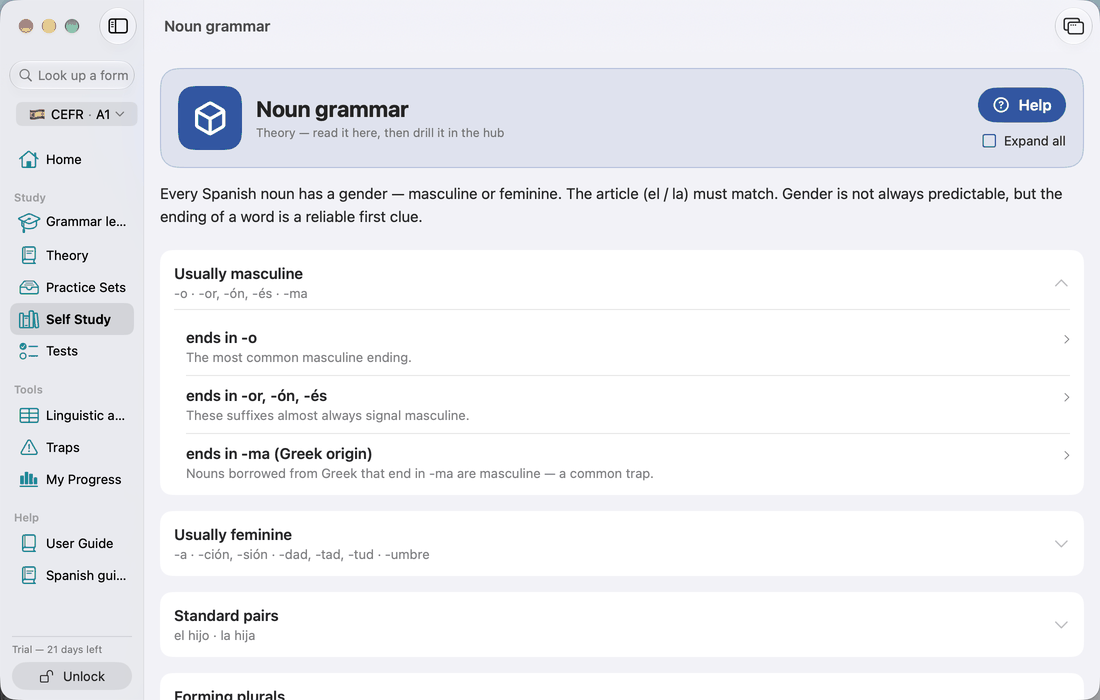 Noun grammar
Look up a form
CEFR · A1
Home
Study
Grammar le...
Theory
Practice Sets
Self Study
Tests
Tools
Linguistic a...
Traps
My Progress
Help
User Guide
Spanish gui...
Trial — 21 days left
Unlock
Noun grammar
Theory — read it here, then drill it in the hub
Help
Expand all
Every Spanish noun has a gender — masculine or feminine. The article (el / la) must match. Gender is not always predictable, but the
ending of a word is a reliable first clue.
Usually masculine
-o · -or, -ón, -és · -ma
ends in -o
The most common masculine ending.
ends in -or, -ón, -és
These suffixes almost always signal masculine.
ends in -ma (Greek origin)
Nouns borrowed from Greek that end in -ma are masculine — a common trap.
Usually feminine
-a · -ción, -sión · -dad, -tad, -tud · -umbre
Standard pairs
el hijo · la hija
Forming plurals